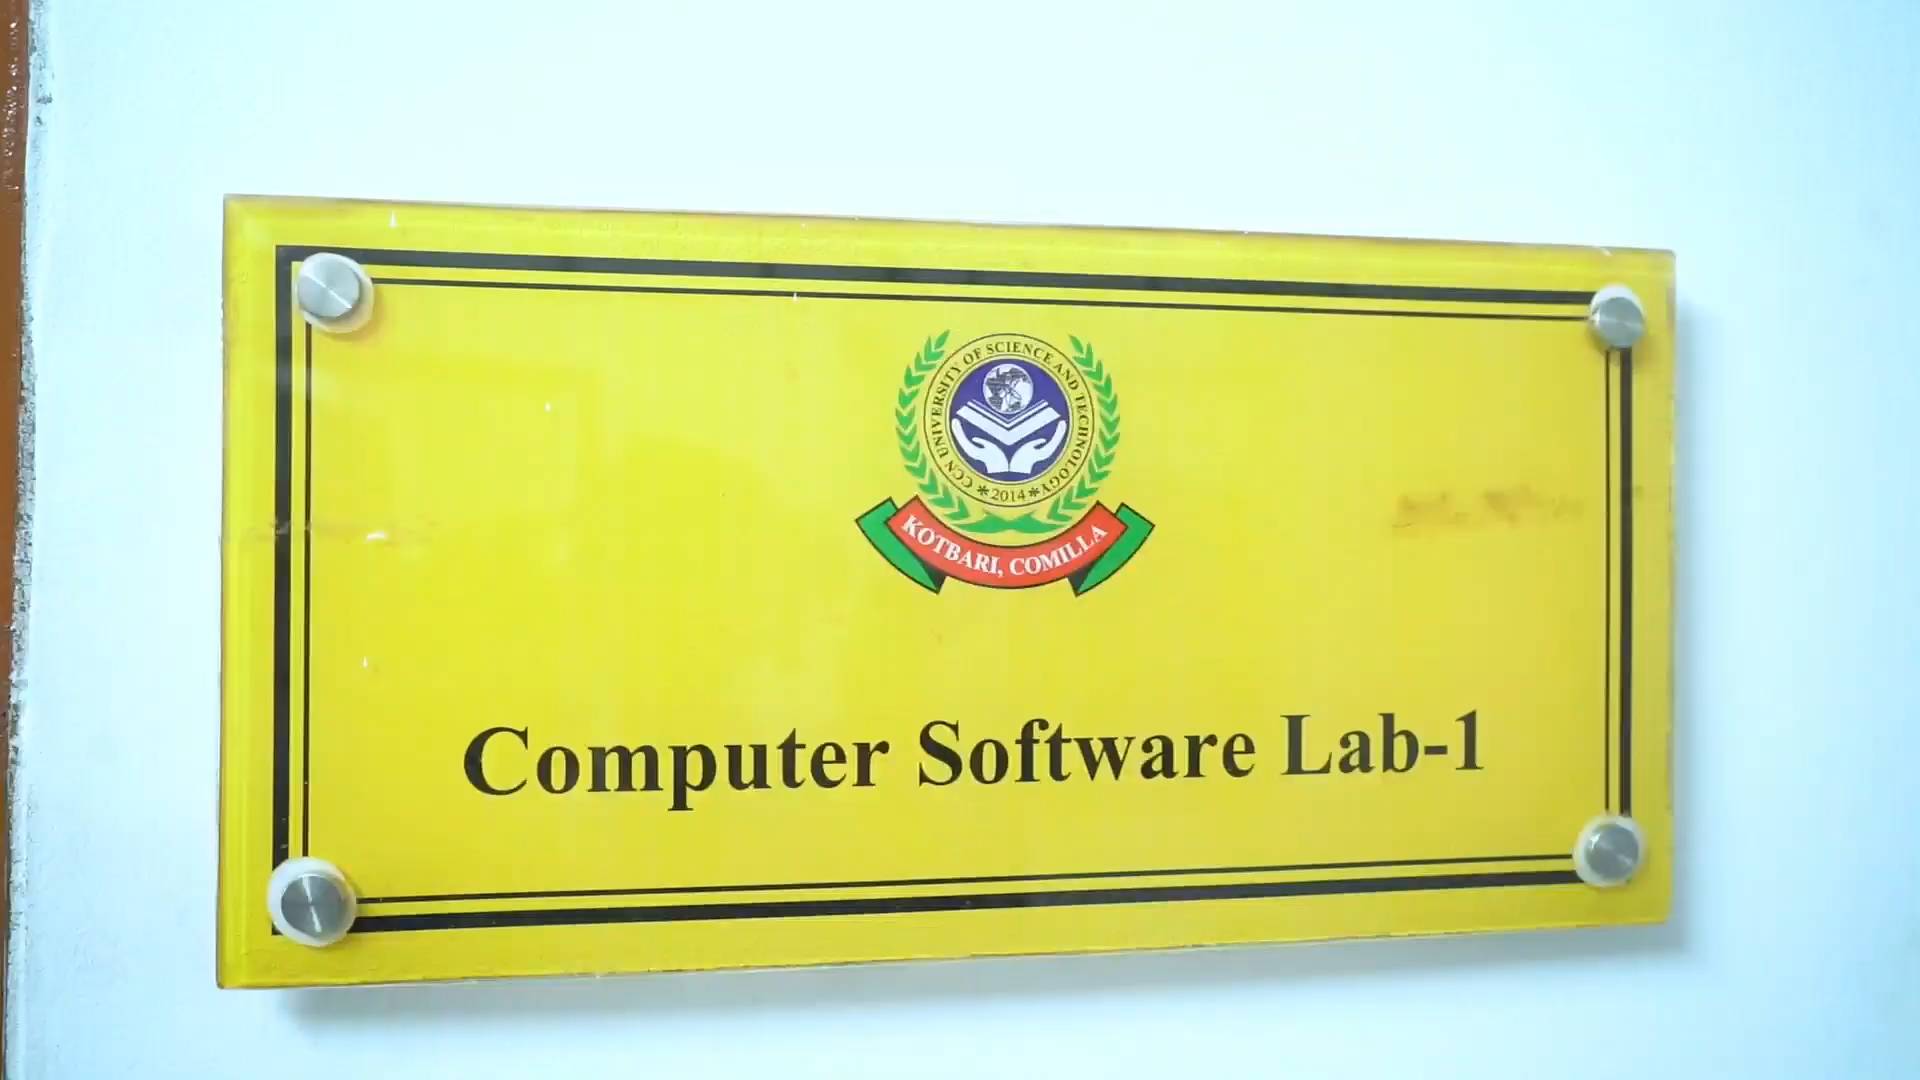 CCN UNIVERSITY OF SCIENCE AND TECHNOLOGY
* 2014 *
KOTBARI, COMILLA
Computer Software Lab-1